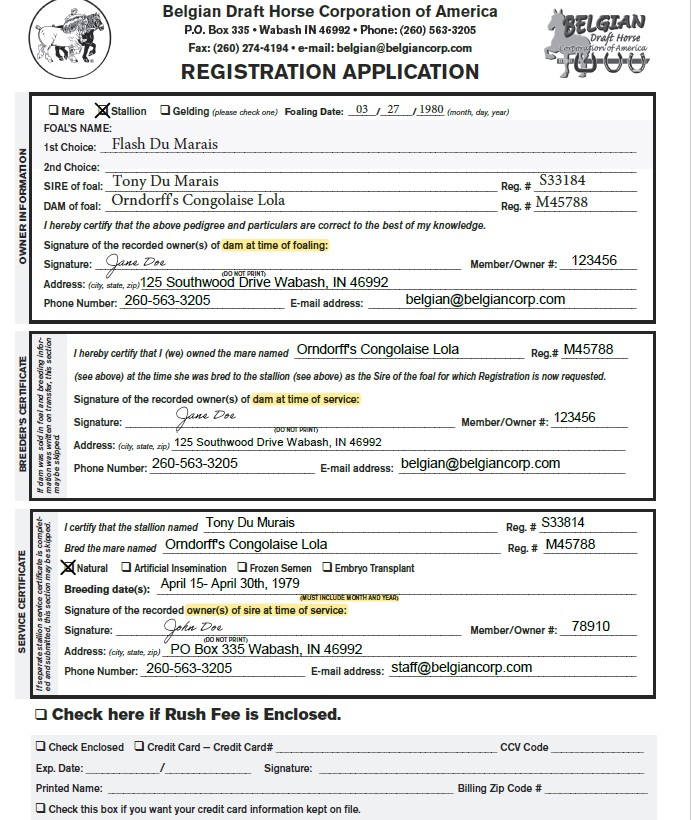 Belgian Draft Horse Corporation of America
P.O. Box 335 • Wabash IN 46992 • Phone: (260) 563-3205
Fax: (260) 274-4194 • e-mail: belgian@belgiancorp.com
REGISTRATION APPLICATION
BELGIAN
Draft Horse
Corporation of America
OWNER INFORMATION
☐ Mare ☒ Stallion ☐ Gelding (please check one) Foaling Date: 03 / 27 / 1980 (month, day, year)
FOAL'S NAME:
1st Choice: Flash Du Marais
2nd Choice:
SIRE of foal: Tony Du Marais Reg. # S33184
DAM of foal: Orndorff's Congolaise Lola Reg. # M45788
I hereby certify that the above pedigree and particulars are correct to the best of my knowledge.
Signature of the recorded owner(s) of dam at time of foaling:
Signature: Jane Doe Member/Owner #: 123456
(DO NOT PRINT)
Address: (city, state, zip) 125 Southwood Drive Wabash, IN 46992
Phone Number: 260-563-3205 E-mail address: belgian@belgiancorp.com
BREEDER'S CERTIFICATE
If dam was sold in foal and breeding infor-
mation was written on transfer, this section
may be skipped.
I hereby certify that I (we) owned the mare named Orndorff's Congolaise Lola Reg.# M45788
(see above) at the time she was bred to the stallion (see above) as the Sire of the foal for which Registration is now requested.
Signature of the recorded owner(s) of dam at time of service:
Signature: Jane Doe Member/Owner #: 123456
(DO NOT PRINT)
Address: (city, state, zip) 125 Southwood Drive Wabash, IN 46992
Phone Number: 260-563-3205 E-mail address: belgian@belgiancorp.com
SERVICE CERTIFICATE
If separate stallion service certificate is complet-
ed and submitted, this section may be skipped.
I certify that the stallion named Tony Du Murais Reg. # S33814
Bred the mare named Orndorff's Congolaise Lola Reg. # M45788
☒ Natural ☐ Artificial Insemination ☐ Frozen Semen ☐ Embryo Transplant
Breeding date(s): April 15- April 30th, 1979
(MUST INCLUDE MONTH AND YEAR)
Signature of the recorded owner(s) of sire at time of service:
Signature: John Doe Member/Owner #: 78910
(DO NOT PRINT)
Address: (city, state, zip) PO Box 335 Wabash, IN 46992
Phone Number: 260-563-3205 E-mail address: staff@belgiancorp.com
☐ Check here if Rush Fee is Enclosed.
☐ Check Enclosed ☐ Credit Card – Credit Card# CCV Code
Exp. Date: / Signature:
Printed Name: Billing Zip Code #
☐ Check this box if you want your credit card information kept on file.